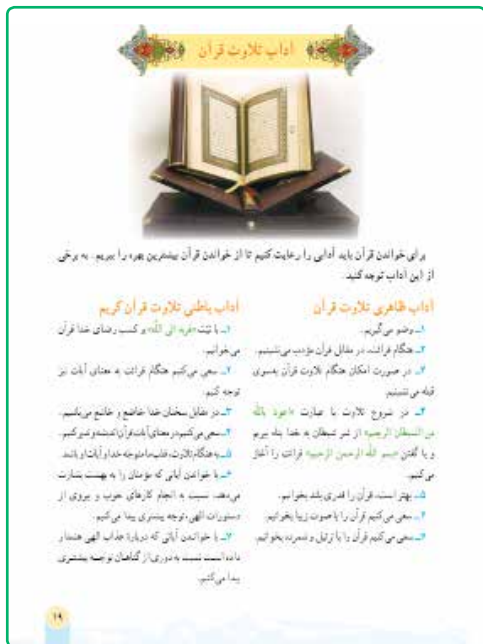 آداب تلاوت قرآن
برای خواندن قرآن باید آدابی را رعایت کنیم تا از خواندن قرآن بیشترین بهره را ببریم. به برخی
از این آداب توجه کنید.
آداب ظاهری تلاوت قرآن
۱ـ وضو می‌گیریم.
۲ـ هنگام قرائت، در مقابل قرآن مؤدب می‌نشینیم.
۳ـ در صورت امکان هنگام تلاوت قرآن به‌سوی
قبله می‌نشینیم
۴ـ در شروع تلاوت با عبارت «اعوذ بالله
من الشیطان الرجیم» از شر شیطان به خدا پناه ببریم
و با گفتن «بسم الله الرحمن الرحیم» قرائت را آغاز
می‌کنیم.
۵ـ بهتر است، قرآن را قدری بلند بخوانیم.
۶ـ سعی می‌کنیم قرآن را با صوت زیبا بخوانیم.
۷ـ سعی می‌کنیم قرآن را با ترتیل و شمرده بخوانیم.
آداب باطنی تلاوت قرآن کریم
۱ـ با نیّت «قربة الی الله» و کسب رضای خدا قرآن
می‌خوانیم.
۲ـ سعی می‌کنیم هنگام قرائت به معنای آیات نیز
توجه کنیم.
۳ـ در مقابل سخنان خدا خاضع و خاشع می‌باشیم.
۴ـ سعی می‌کنیم در معنای آیات قرآن اندیشه و تدبر کنیم.
۵ـ به هنگام تلاوت، قلب ما متوجه خدا و آیات او باشد.
۶ـ با خواندن آیاتی که مؤمنان را به بهشت بشارت
می‌دهد، نسبت به انجام کارهای خوب و پیروی از
دستورات الهی، توجه بیشتری پیدا می‌کنیم.
۷ـ با خواندن آیاتی که دربارهٔ عذاب الهی هشدار
داده است نسبت به دوری از گناهان توجه بیشتری
پیدا می‌کنیم.
۱۹